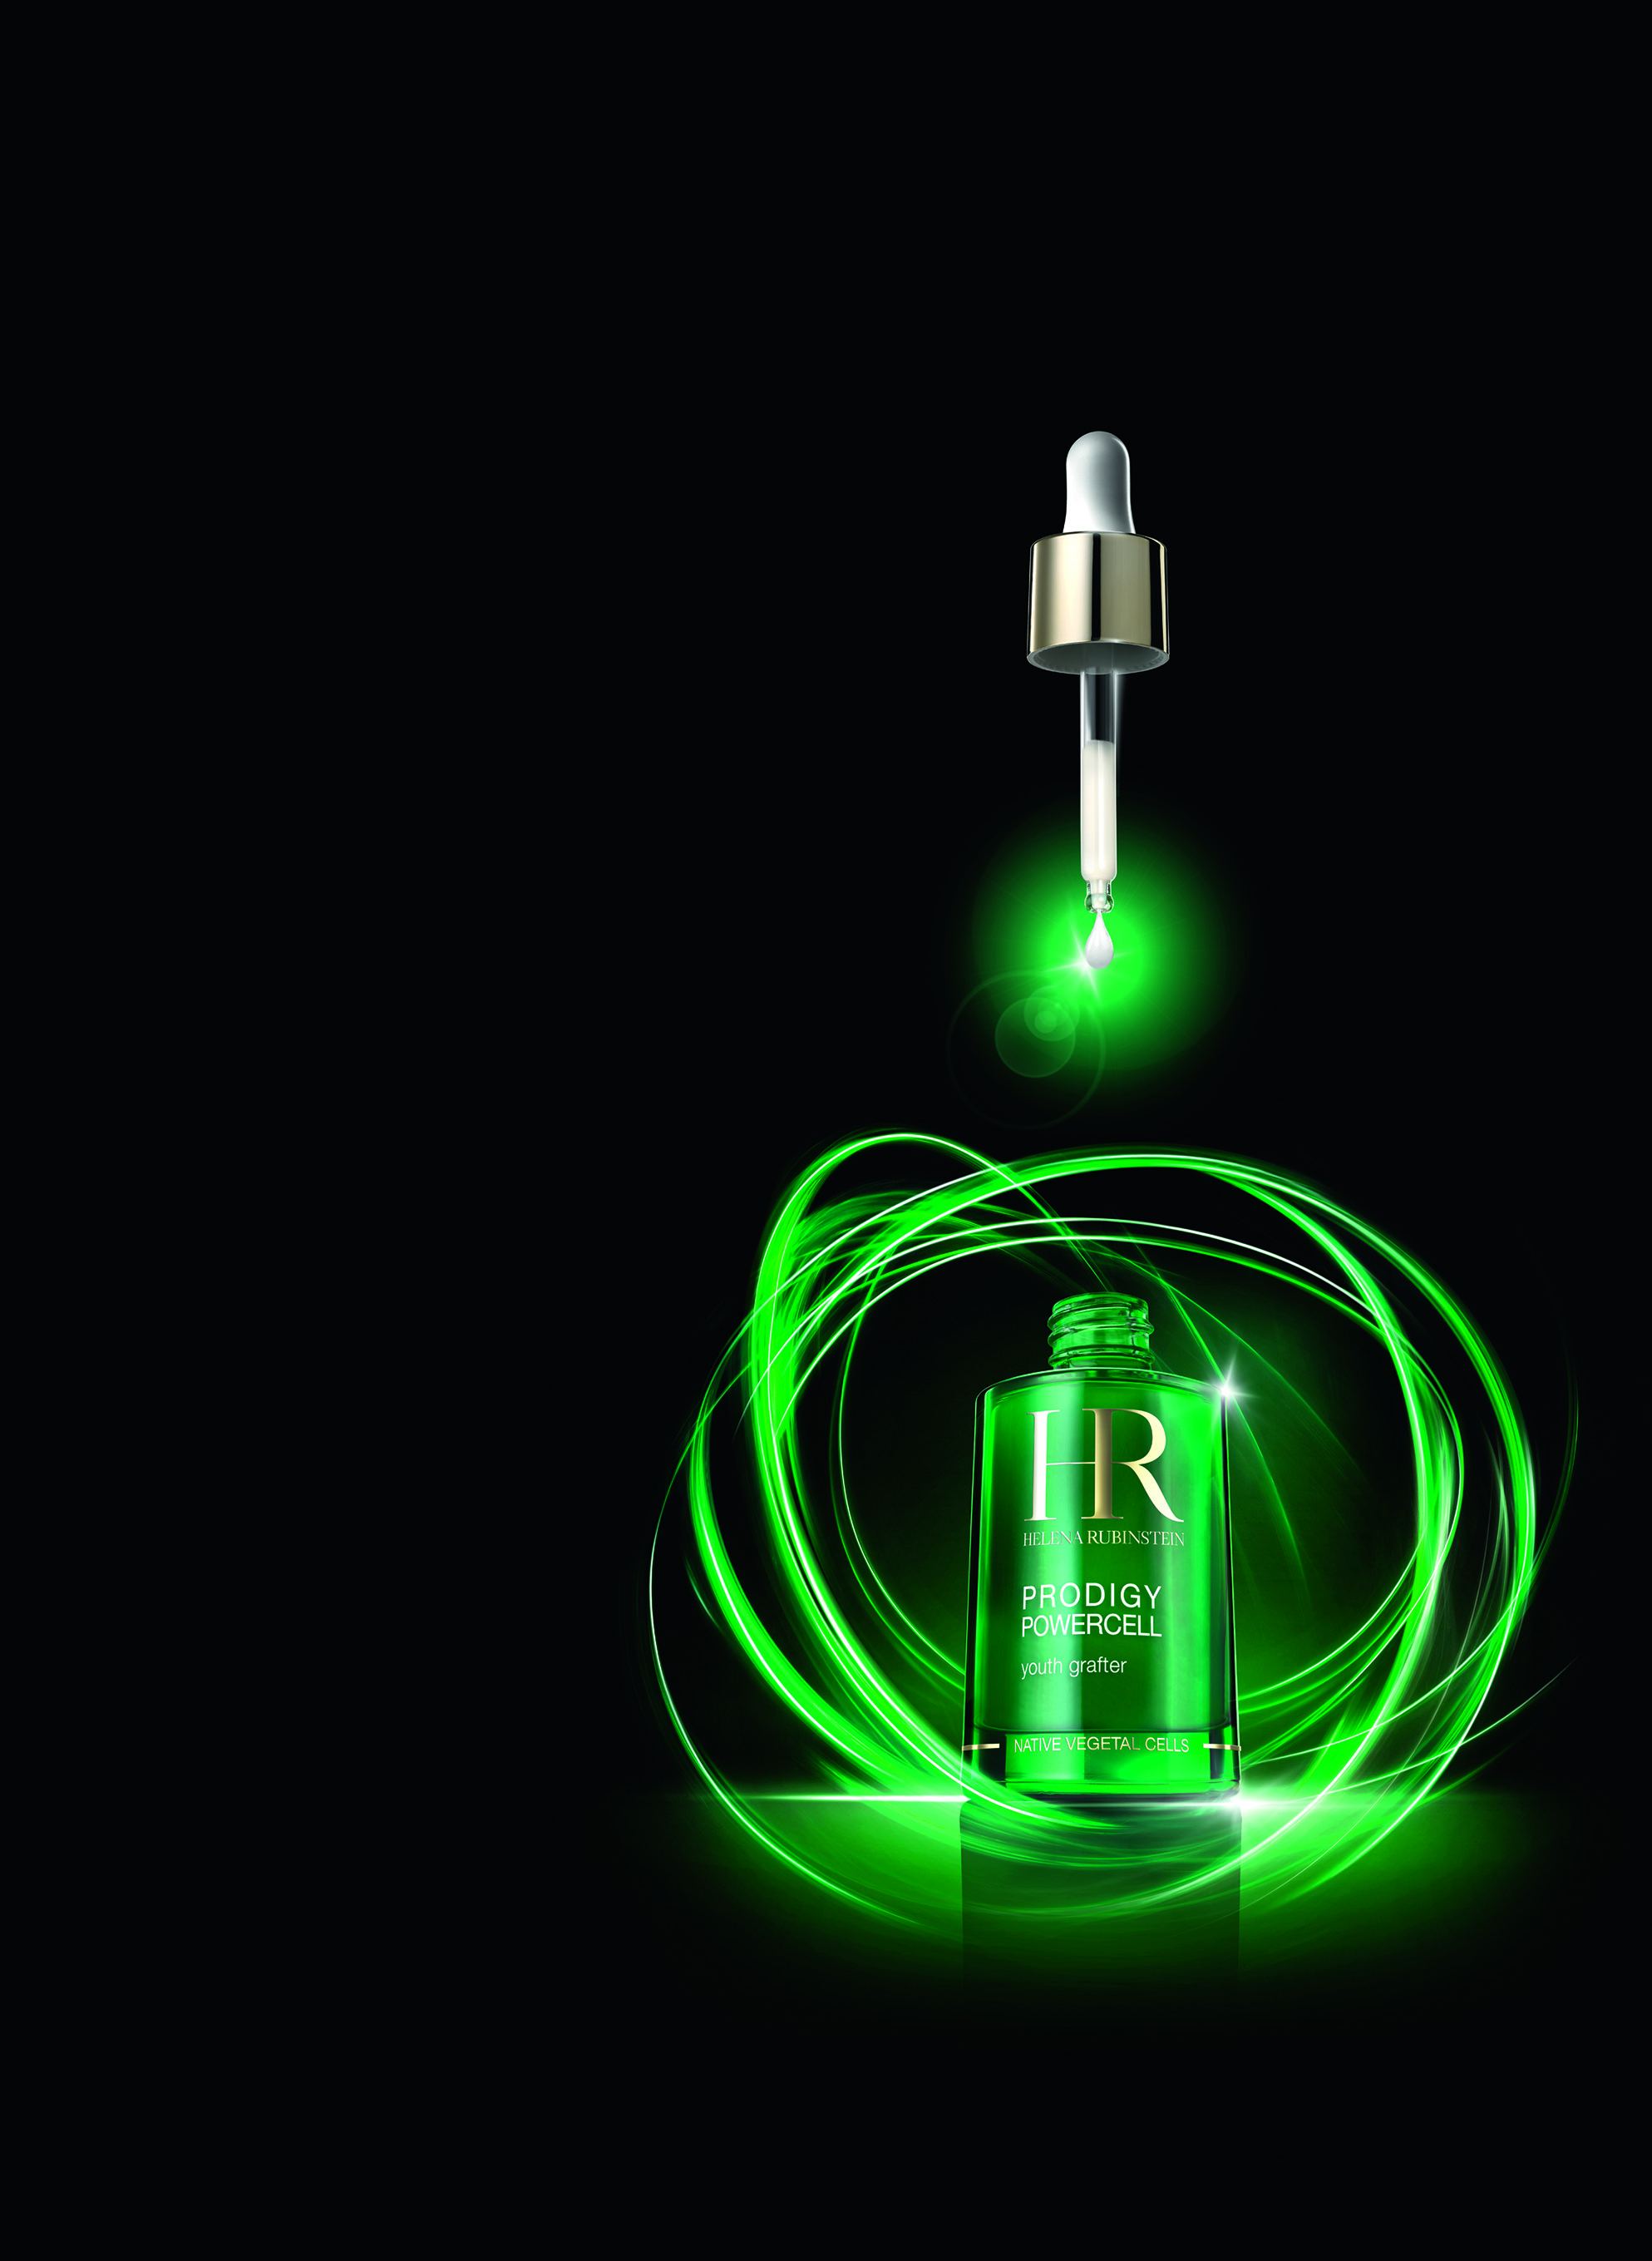 HR
HELENA RUBINSTEIN
PRODIGY
POWERCELL
youth grafter
NATIVE VEGETAL CELLS